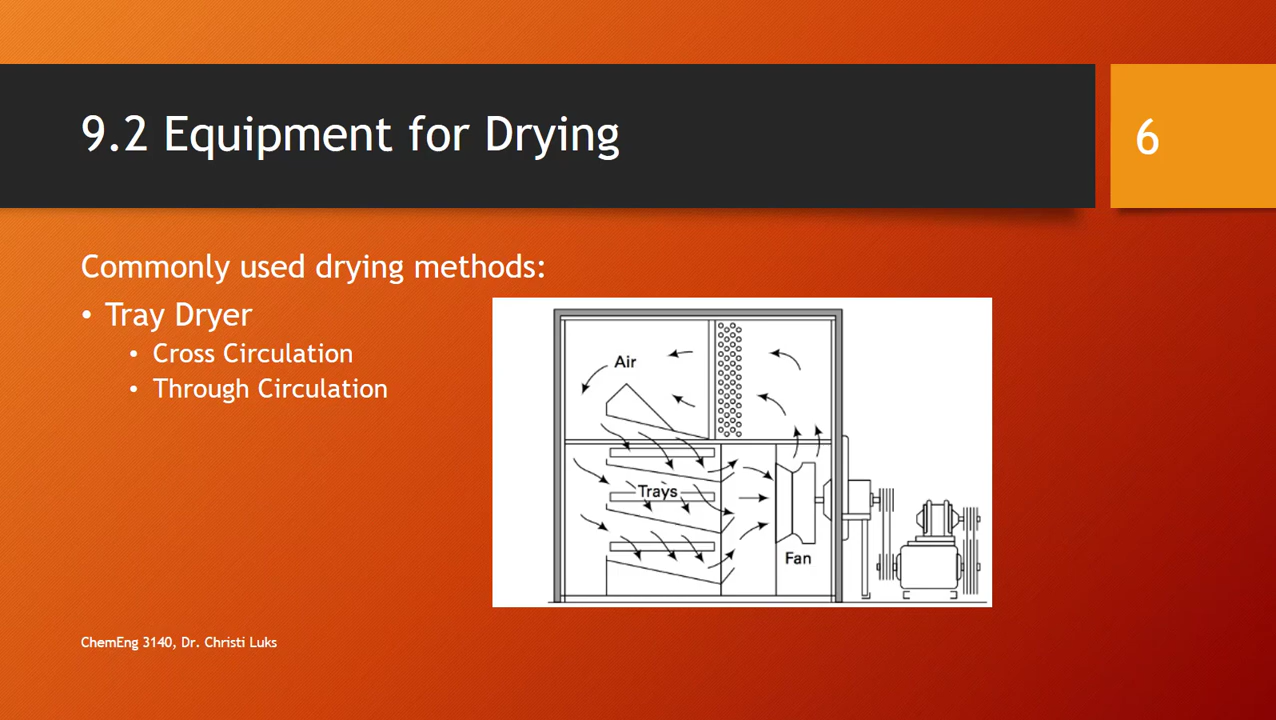 9.2 Equipment for Drying
6
Commonly used drying methods:
• Tray Dryer
• Cross Circulation
• Through Circulation
Air
Trays
Fan
ChemEng 3140, Dr. Christi Luks